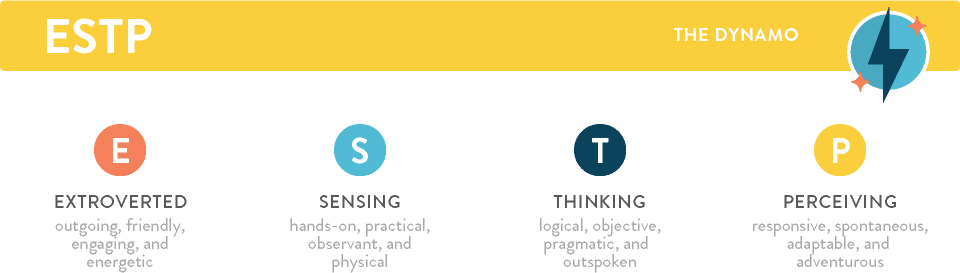 ESTP
THE DYNAMO
E
S
T
P
EXTROVERTED
outgoing, friendly,
engaging, and
energetic
SENSING
hands-on, practical,
observant, and
physical
THINKING
logical, objective,
pragmatic, and
outspoken
PERCEIVING
responsive, spontaneous,
adaptable, and
adventurous